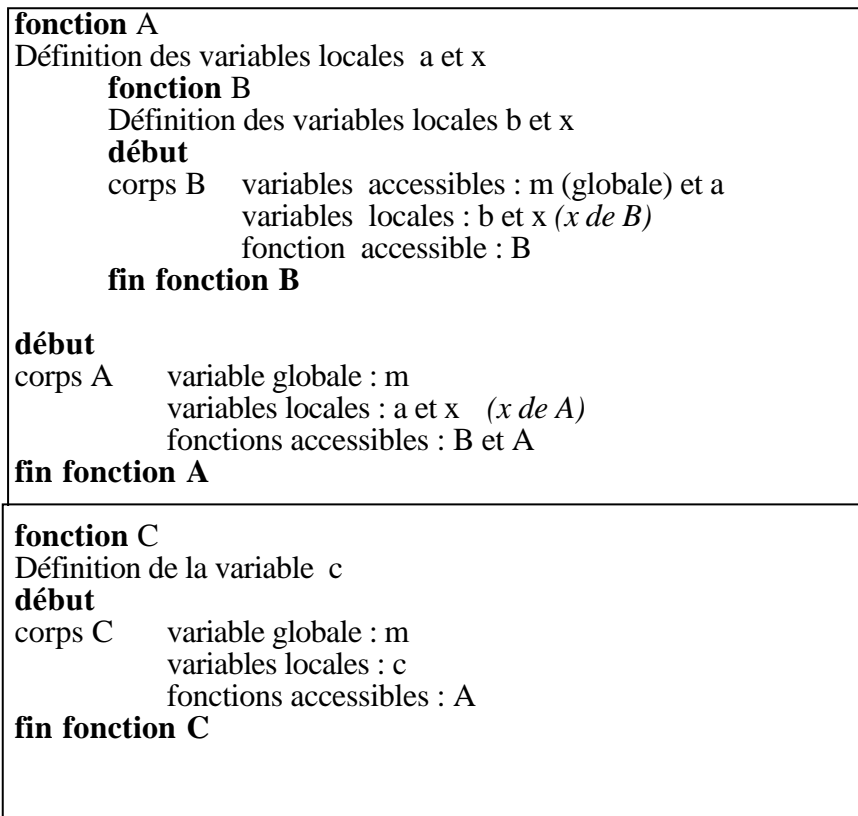 fonction A
Définition des variables locales a et x
fonction B
Définition des variables locales b et x
début
corps B variables accessibles : m (globale) et a
variables locales : b et x (x de B)
fonction accessible : B
fin fonction B
début
corps A variable globale : m
variables locales : a et x (x de A)
fonctions accessibles : B et A
fin fonction A
fonction C
Définition de la variable c
début
corps C variable globale : m
variables locales : c
fonctions accessibles : A
fin fonction C